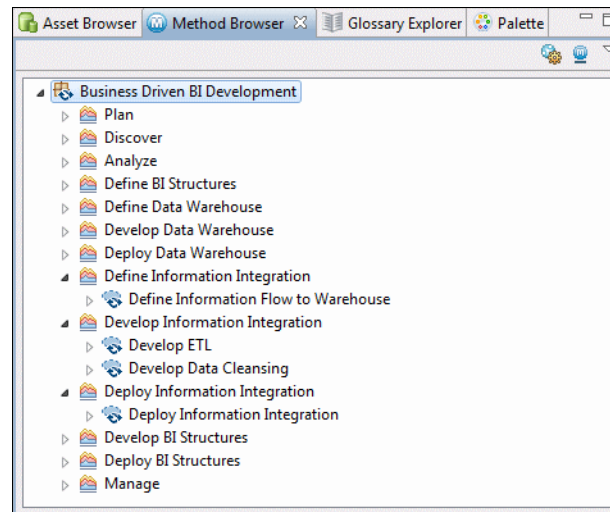 Asset Browser Method Browser Glossary Explorer Palette
Business Driven BI Development
Plan
Discover
Analyze
Define BI Structures
Define Data Warehouse
Develop Data Warehouse
Deploy Data Warehouse
Define Information Integration
Define Information Flow to Warehouse
Develop Information Integration
Develop ETL
Develop Data Cleansing
Deploy Information Integration
Deploy Information Integration
Develop BI Structures
Deploy BI Structures
Manage